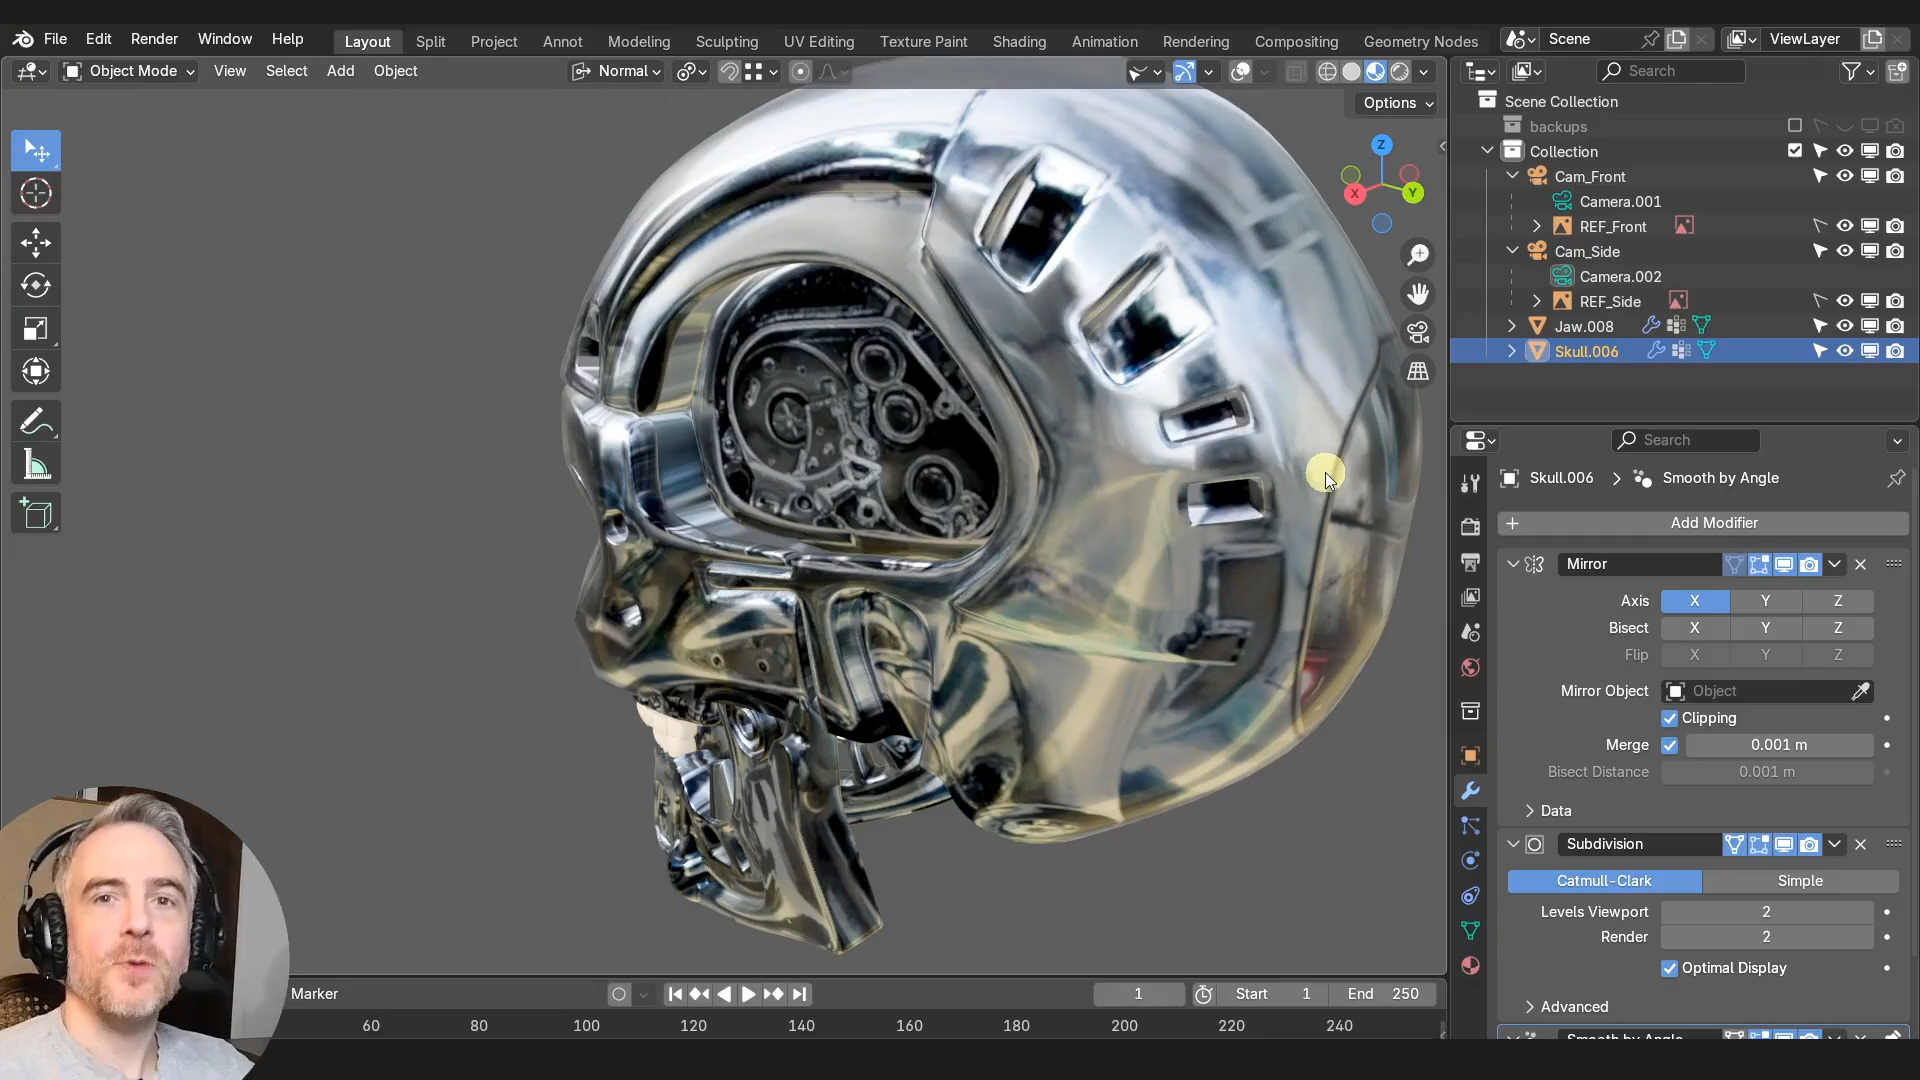 File Edit Render Window Help Layout Split Project Annot Modeling Sculpting UV Editing Texture Paint Shading Animation Rendering Compositing Geometry Nodes Scene ViewLayer
Object Mode View Select Add Object Normal Search
Options
Z
X
Y
Scene Collection
backups
Collection
Cam_Front
Camera.001
REF_Front
Cam_Side
Camera.002
REF_Side
Jaw.008
Skull.006
Search
Skull.006 Smooth by Angle
Add Modifier
Mirror
Axis X Y Z
Bisect X Y Z
Flip X Y Z
Mirror Object Object
Clipping
Merge 0.001 m
Bisect Distance 0.001 m
Data
Subdivision
Catmull-Clark Simple
Levels Viewport 2
Render 2
Optimal Display
Advanced
Smooth by Angle
Marker 1 Start 1 End 250
60 80 100 120 140 160 180 200 220 240